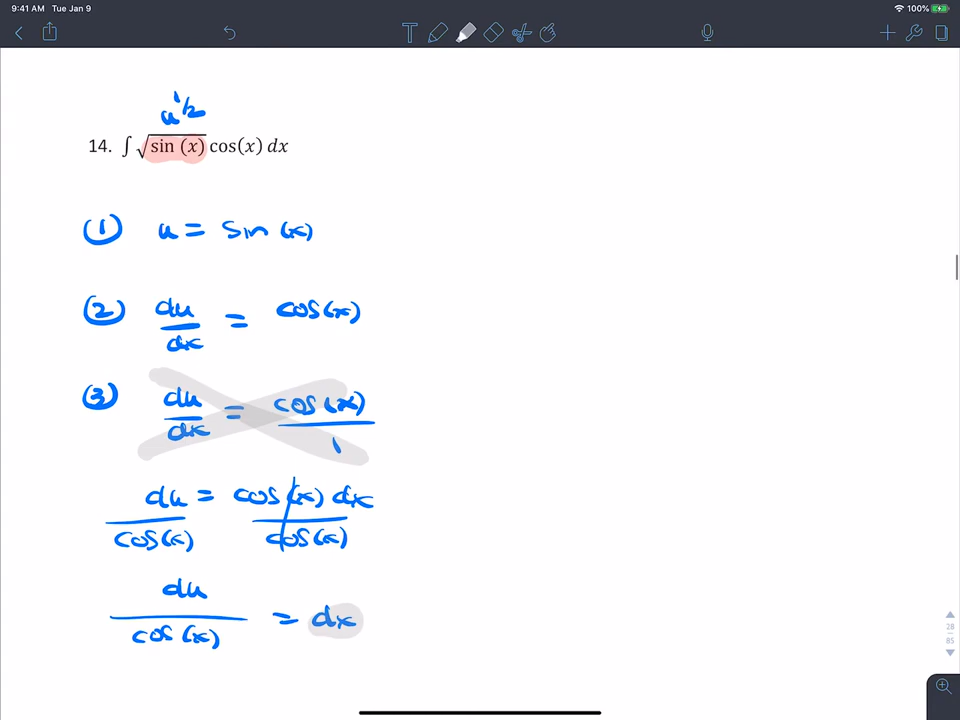 9:41 AM Tue Jan 9
100%
T
u^1/2
14. ∫ √sin (x) cos(x) dx
(1) u = sin (x)
(2) du/dx = cos(x)
(3) du/dx = cos(x)/1
du/cos(x) = cos(x) dx/cos(x)
du/cos(x) = dx
28
85